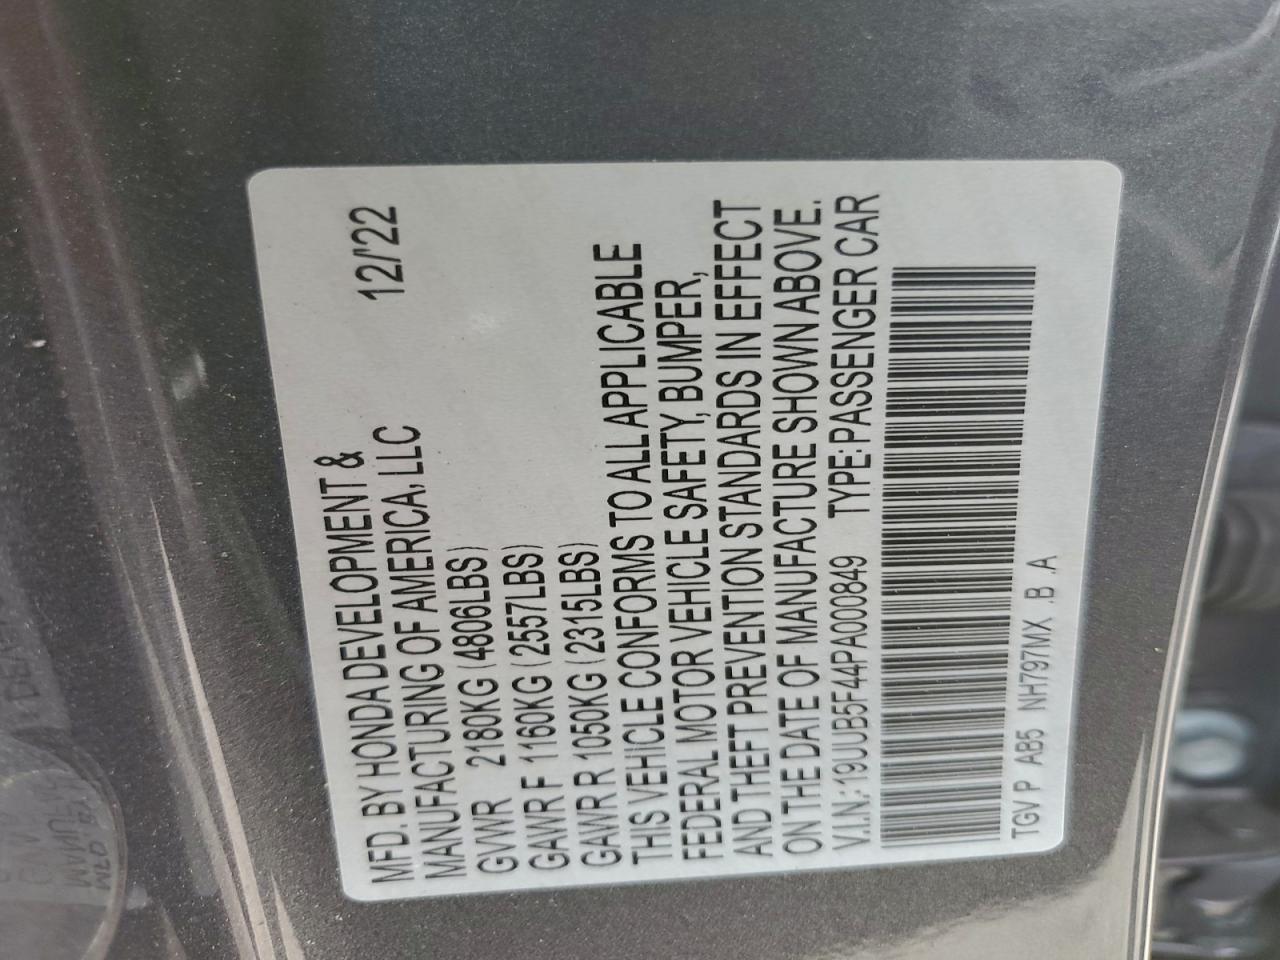 MFD. BY HONDA DEVELOPMENT &
MANUFACTURING OF AMERICA, LLC 12/'22
GVWR 2180KG (4806LBS)
GAWR F 1160KG (2557LBS)
GAWR R 1050KG (2315LBS)
THIS VEHICLE CONFORMS TO ALL APPLICABLE
FEDERAL MOTOR VEHICLE SAFETY, BUMPER,
AND THEFT PREVENTION STANDARDS IN EFFECT
ON THE DATE OF MANUFACTURE SHOWN ABOVE.
V.I.N.:19UUB5F44PA000849 TYPE:PASSENGER CAR
TGV P AB5 NH797MX .B .A